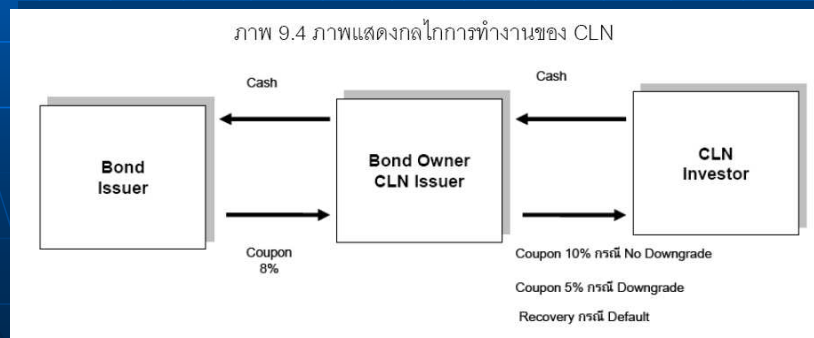 ภาพ 9.4 ภาพแสดงกลไกการทำงานของ CLN
Cash
Cash
Bond
Issuer
Bond Owner
CLN Issuer
CLN
Investor
Coupon
8%
Coupon 10% กรณี No Downgrade
Coupon 5% กรณี Downgrade
Recovery กรณี Default